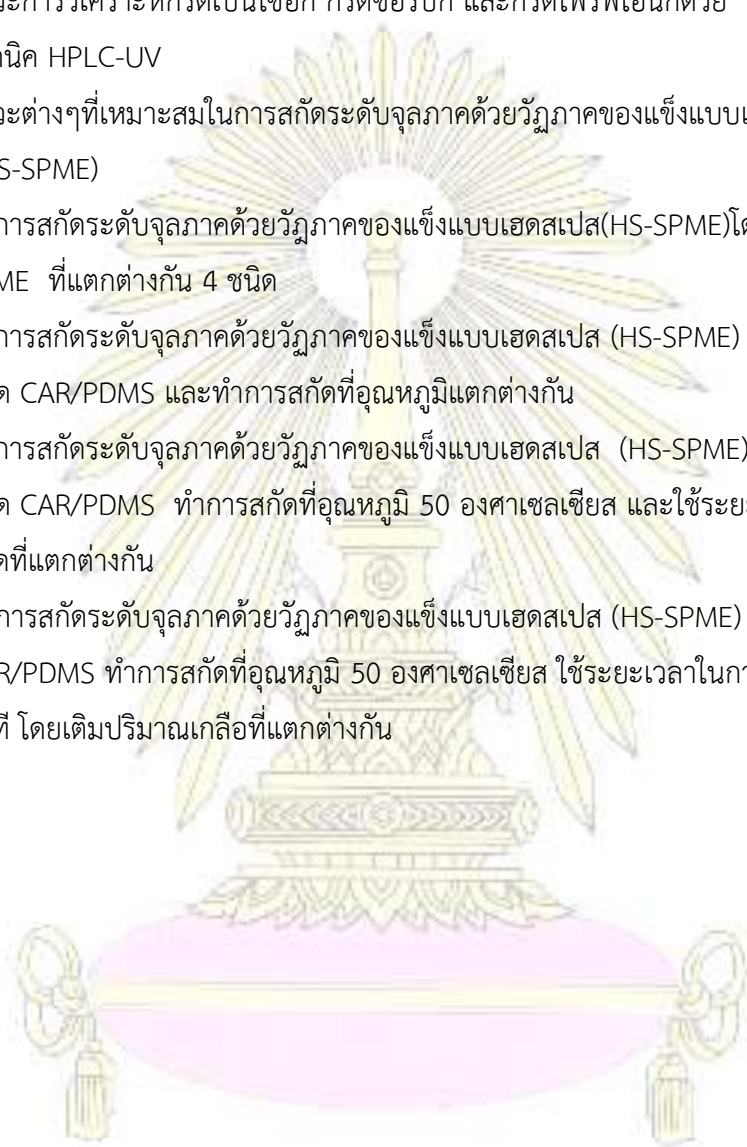 วะการวิเคราะห์กรดเบนโซอิก กรดซอร์บิก และกรดโพรพิออนิกด้วย
นิค HPLC-UV
วะต่างๆที่เหมาะสมในการสกัดระดับจุลภาคด้วยวัฏภาคของแข็งแบบเ
S-SPME)
การสกัดระดับจุลภาคด้วยวัฎภาคของแข็งแบบเฮดสเปส(HS-SPME)โด
ME ที่แตกต่างกัน 4 ชนิด
การสกัดระดับจุลภาคด้วยวัฏภาคของแข็งแบบเฮดสเปส (HS-SPME)
ด CAR/PDMS และทำการสกัดที่อุณหภูมิแตกต่างกัน
การสกัดระดับจุลภาคด้วยวัฏภาคของแข็งแบบเฮดสเปส (HS-SPME)
ด CAR/PDMS ทำการสกัดที่อุณหภูมิ 50 องศาเซลเซียส และใช้ระยะ
ดที่แตกต่างกัน
การสกัดระดับจุลภาคด้วยวัฏภาคของแข็งแบบเฮดสเปส (HS-SPME)
R/PDMS ทำการสกัดที่อุณหภูมิ 50 องศาเซลเซียส ใช้ระยะเวลาในกา
ที โดยเติมปริมาณเกลือที่แตกต่างกัน